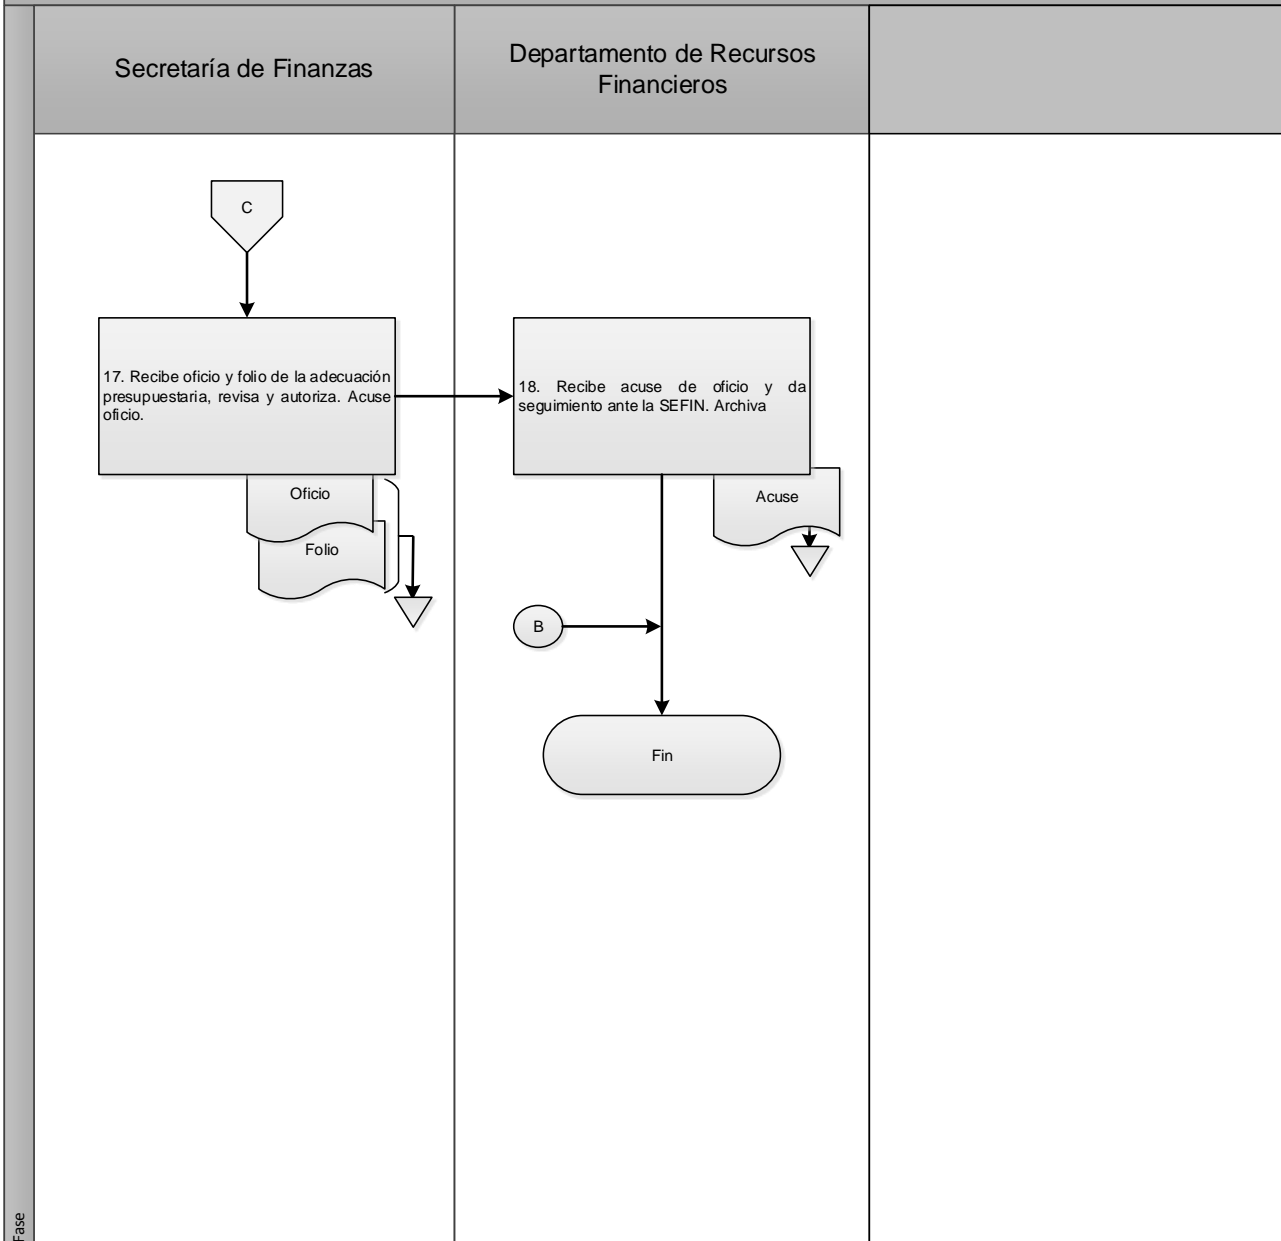 Secretaría de Finanzas
Departamento de Recursos
Financieros
C
17. Recibe oficio y folio de la adecuación
presupuestaria, revisa y autoriza. Acuse
oficio.
18. Recibe acuse de oficio y da
seguimiento ante la SEFIN. Archiva
Oficio
Folio
Acuse
B
Fin
Fase